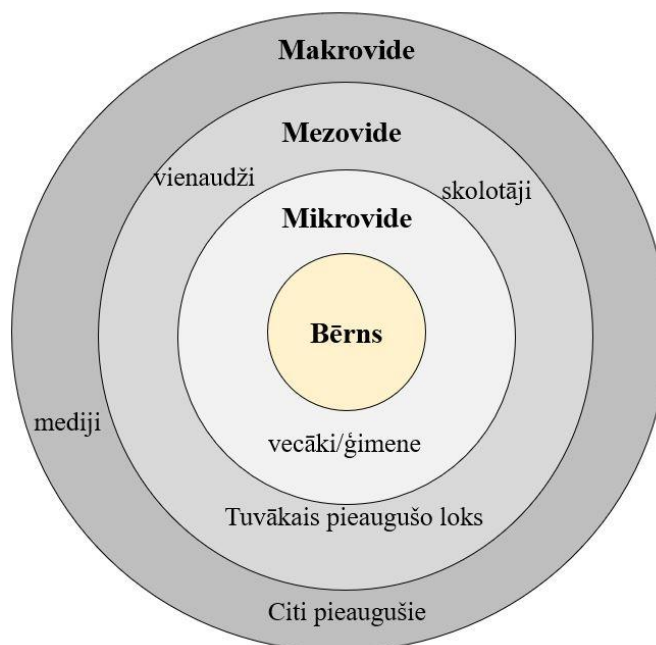 Makrovide
Mezovide
vienaudži
skolotāji
Mikrovide
Bērns
mediji
vecāki/ģimene
Tuvākais pieaugušo loks
Citi pieaugušie